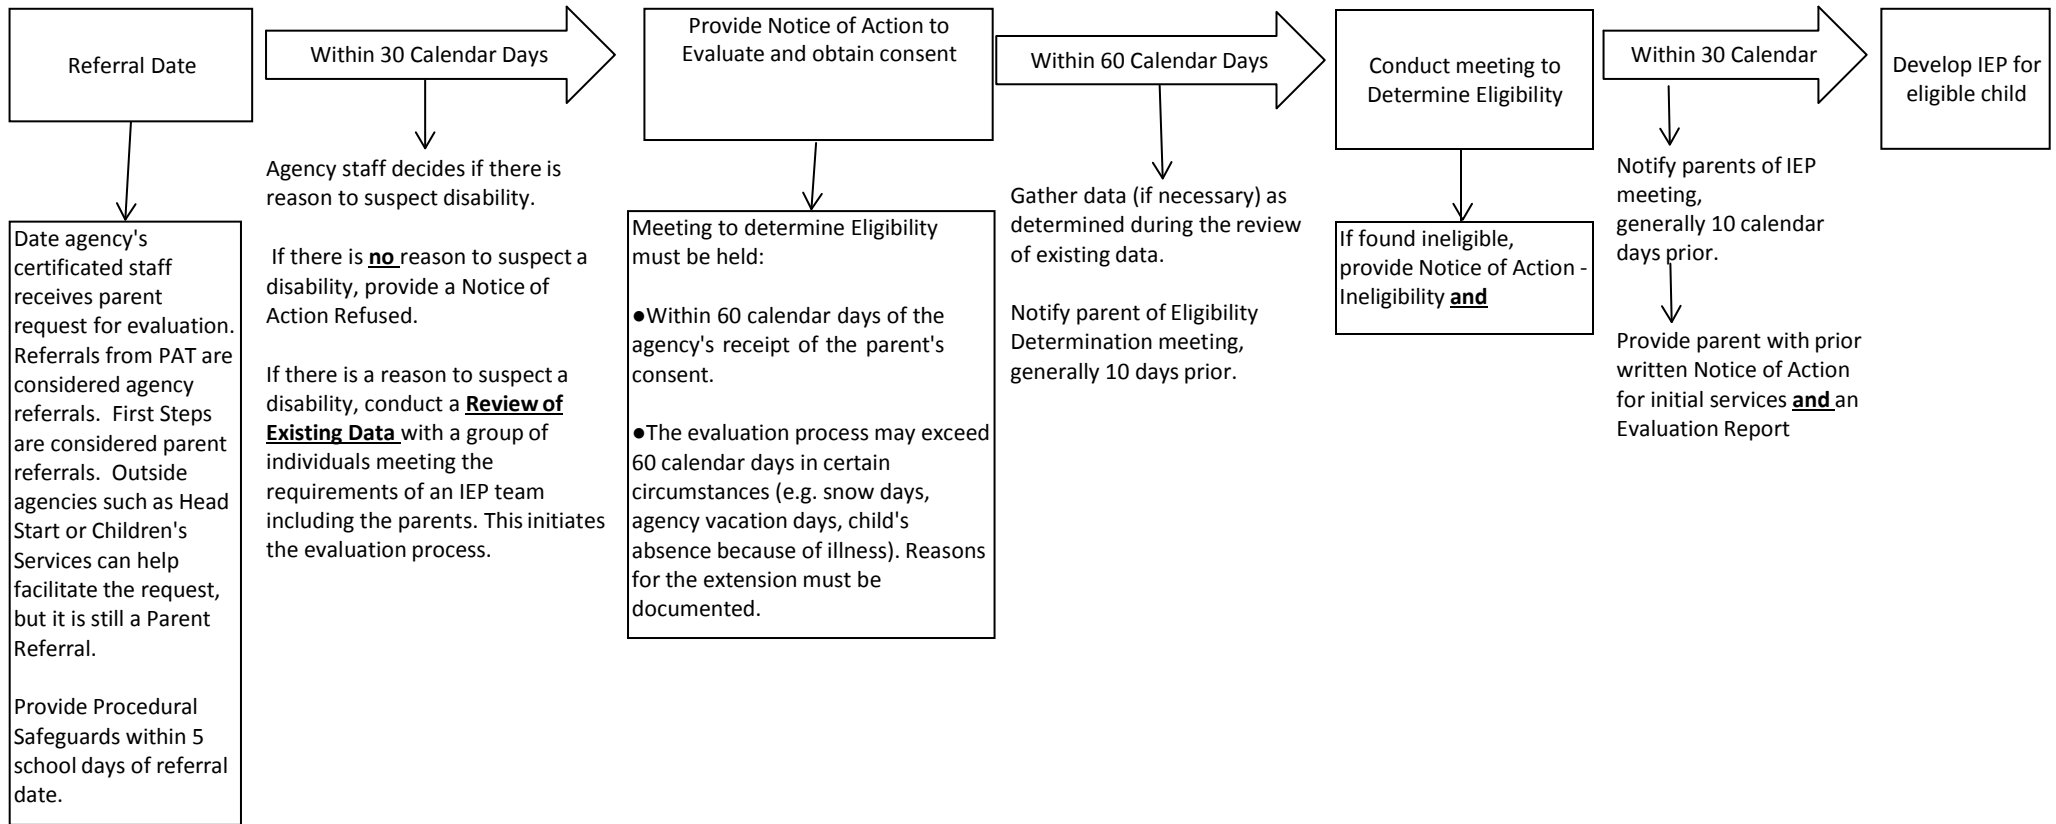 Referral Date
Within 30 Calendar Days
Provide Notice of Action to
Evaluate and obtain consent
Within 60 Calendar Days
Conduct meeting to
Determine Eligibility
Within 30 Calendar
Develop IEP for
eligible child
Date agency's
certificated staff
receives parent
request for evaluation.
Referrals from PAT are
considered agency
referrals.  First Steps
are considered parent
referrals.  Outside
agencies such as Head
Start or Children's
Services can help
facilitate the request,
but it is still a Parent
Referral.
Provide Procedural
Safeguards within 5
school days of referral
date.
Agency staff decides if there is
reason to suspect disability.
If there is no reason to suspect a
disability, provide a Notice of
Action Refused.
If there is a reason to suspect a
disability, conduct a Review of
Existing Data with a group of
individuals meeting the
requirements of an IEP team
including the parents. This initiates
the evaluation process.
Meeting to determine Eligibility
must be held:
●Within 60 calendar days of the
agency's receipt of the parent's
consent.
●The evaluation process may exceed
60 calendar days in certain
circumstances (e.g. snow days,
agency vacation days, child's
absence because of illness). Reasons
for the extension must be
documented.
Gather data (if necessary) as
determined during the review
of existing data.
Notify parent of Eligibility
Determination meeting,
generally 10 days prior.
If found ineligible,
provide Notice of Action -
Ineligibility and
Notify parents of IEP
meeting,
generally 10 calendar
days prior.
Provide parent with prior
written Notice of Action
for initial services and an
Evaluation Report